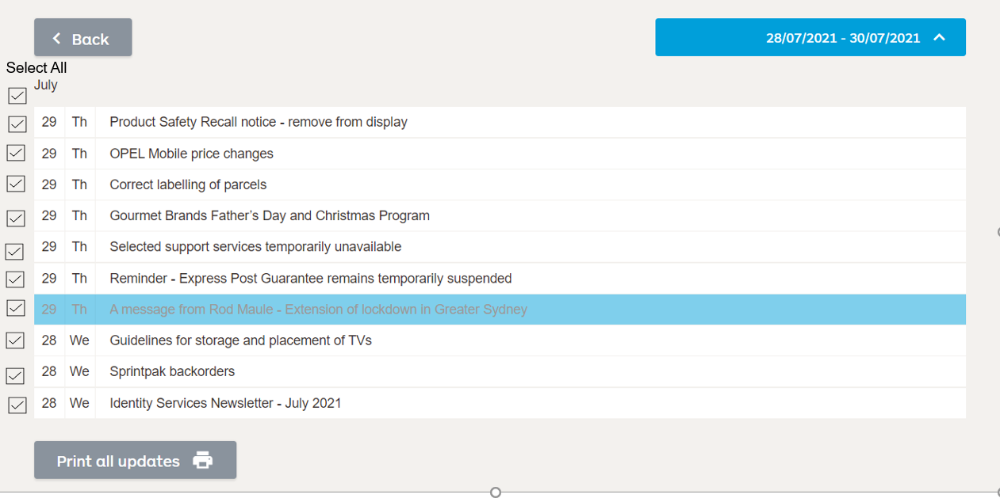 Back
28/07/2021 - 30/07/2021
Select All
July
29 Th Product Safety Recall notice - remove from display
29 Th OPEL Mobile price changes
29 Th Correct labelling of parcels
29 Th Gourmet Brands Father’s Day and Christmas Program
29 Th Selected support services temporarily unavailable
29 Th Reminder - Express Post Guarantee remains temporarily suspended
29 Th A message from Rod Maule - Extension of lockdown in Greater Sydney
28 We Guidelines for storage and placement of TVs
28 We Sprintpak backorders
28 We Identity Services Newsletter - July 2021
Print all updates